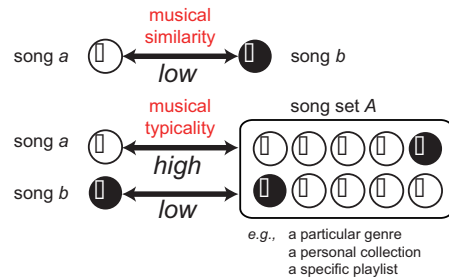 musical
similarity
song a
low
song b
musical
typicality
song set A
song a
high
song b
low
e.g., a particular genre
a personal collection
a specific playlist